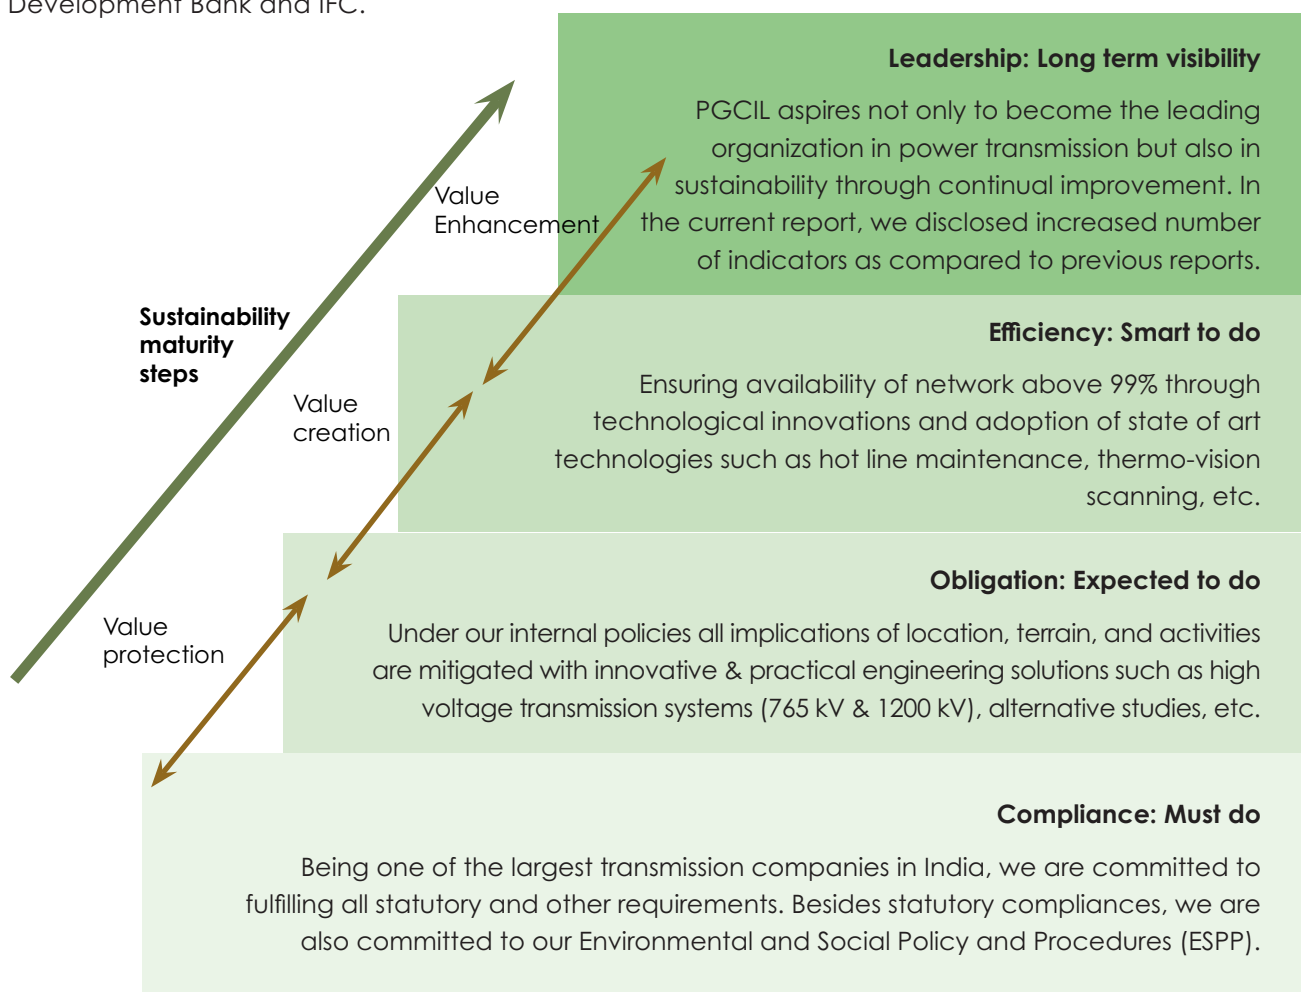 Development Bank and IFC.
Leadership: Long term visibility
PGCIL aspires not only to become the leading
organization in power transmission but also in
sustainability through continual improvement. In
the current report, we disclosed increased number
of indicators as compared to previous reports.
Value
Enhancement
Sustainability
maturity
steps
Efficiency: Smart to do
Ensuring availability of network above 99% through
technological innovations and adoption of state of art
technologies such as hot line maintenance, thermo-vision
scanning, etc.
Value
creation
Obligation: Expected to do
Under our internal policies all implications of location, terrain, and activities
are mitigated with innovative & practical engineering solutions such as high
voltage transmission systems (765 kV & 1200 kV), alternative studies, etc.
Value
protection
Compliance: Must do
Being one of the largest transmission companies in India, we are committed to
fulfilling all statutory and other requirements. Besides statutory compliances, we are
also committed to our Environmental and Social Policy and Procedures (ESPP).